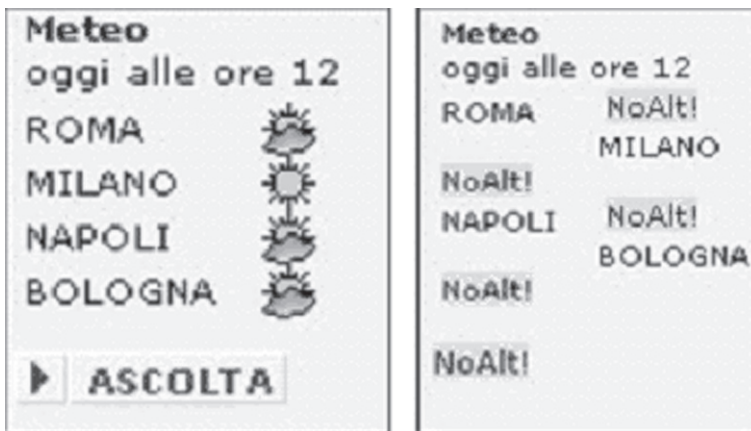 Meteo
oggi alle ore 12
ROMA
MILANO
NAPOLI
BOLOGNA
ASCOLTA
Meteo
oggi alle ore 12
ROMA NoAlt!
MILANO
NoAlt!
NAPOLI NoAlt!
BOLOGNA
NoAlt!
NoAlt!